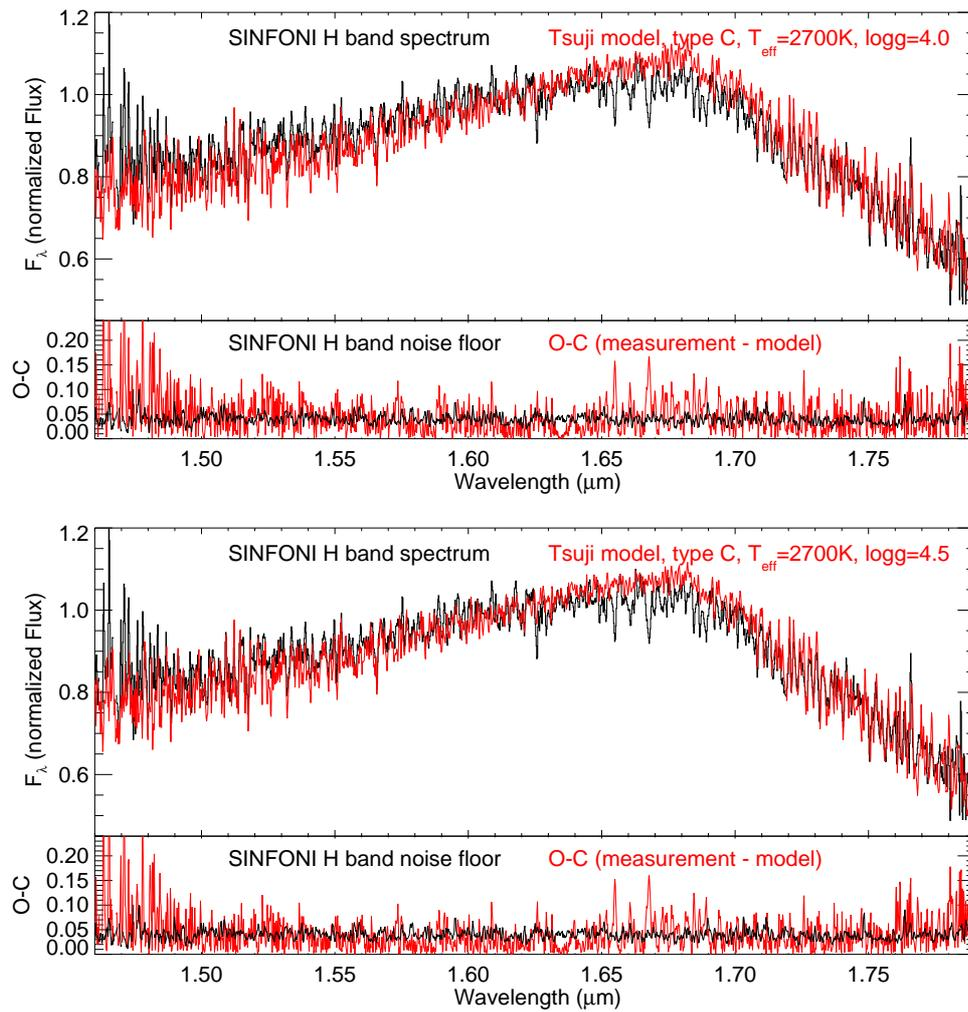 SINFONI H band spectrum
Tsuji model, type C, Teff=2700K, logg=4.0
1.2
1.0
0.8
0.6
Fλ (normalized Flux)
SINFONI H band noise floor
O-C (measurement - model)
0.20
0.15
0.10
0.05
0.00
O-C
1.50 1.55 1.60 1.65 1.70 1.75
Wavelength (μm)
SINFONI H band spectrum
Tsuji model, type C, Teff=2700K, logg=4.5
1.2
1.0
0.8
0.6
Fλ (normalized Flux)
SINFONI H band noise floor
O-C (measurement - model)
0.20
0.15
0.10
0.05
0.00
O-C
1.50 1.55 1.60 1.65 1.70 1.75
Wavelength (μm)